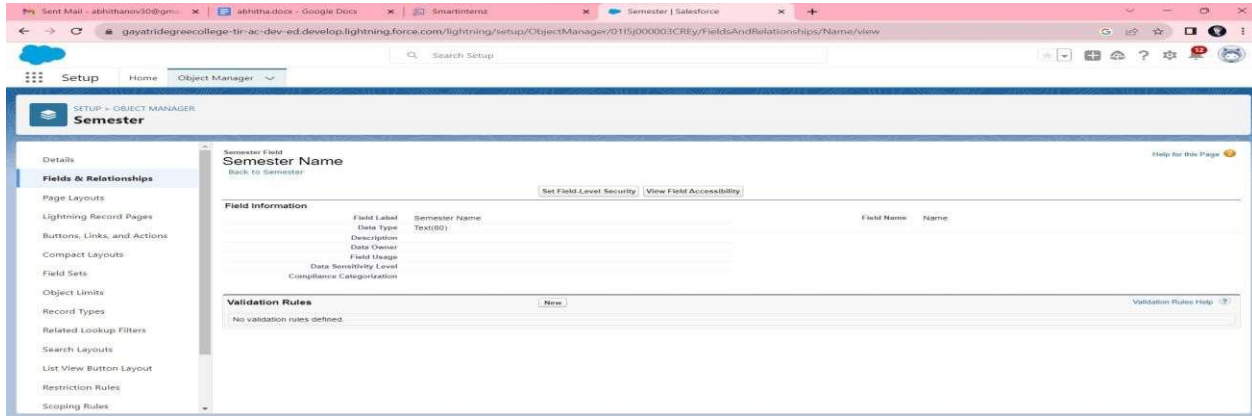 Sent Mail - abhithanov30@gm
abhitha.docx - Google Docs
Smartinternz
Semester | Salesforce
gayatridegreecollege-tir-ac-dev-ed.develop.lightning.force.com/lightning/setup/ObjectManager/01I5j000003CREy/FieldsAndRelationships/Name/view
Search Setup
12
Setup Home Object Manager
SETUP > OBJECT MANAGER
Semester
Details
Fields & Relationships
Page Layouts
Lightning Record Pages
Buttons, Links, and Actions
Compact Layouts
Field Sets
Object Limits
Record Types
Related Lookup Filters
Search Layouts
List View Button Layout
Restriction Rules
Scoping Rules
Semester Field
Semester Name
Back to Semester
Help for this Page
Set Field-Level Security View Field Accessibility
Field Information
Field Label Semester Name Field Name Name
Data Type Text(80)
Description
Data Owner
Field Usage
Data Sensitivity Level
Compliance Categorization
Validation Rules New Validation Rules Help ?
No validation rules defined.